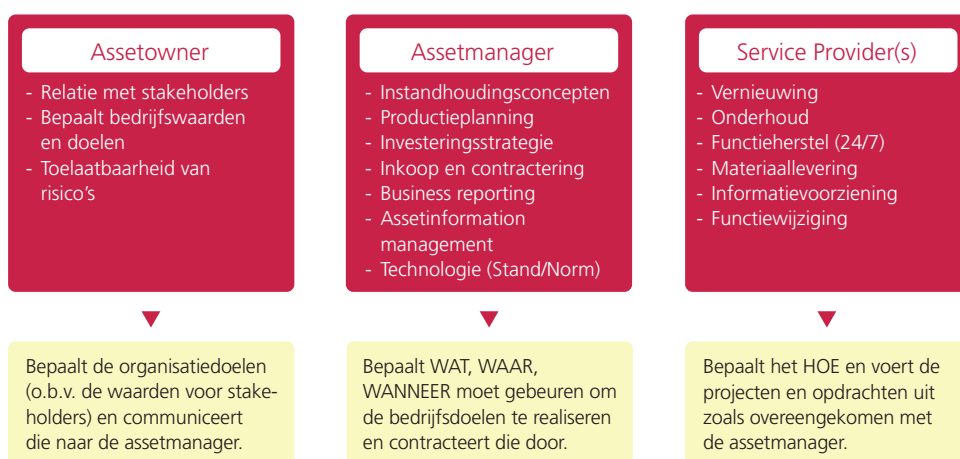 Assetowner
- Relatie met stakeholders
- Bepaalt bedrijfswaarden
en doelen
- Toelaatbaarheid van
risico's
Bepaalt de organisatiedoelen
(o.b.v. de waarden voor stake-
holders) en communiceert
die naar de assetmanager.
Assetmanager
- Instandhoudingsconcepten
- Productieplanning
- Investeringsstrategie
- Inkoop en contractering
- Business reporting
- Assetinformation
management
- Technologie (Stand/Norm)
Bepaalt WAT, WAAR,
WANNEER moet gebeuren om
de bedrijfsdoelen te realiseren
en contracteert die door.
Service Provider(s)
- Vernieuwing
- Onderhoud
- Functieherstel (24/7)
- Materiaallevering
- Informatievoorziening
- Functiewijziging
Bepaalt het HOE en voert de
projecten en opdrachten uit
zoals overeengekomen met
de assetmanager.